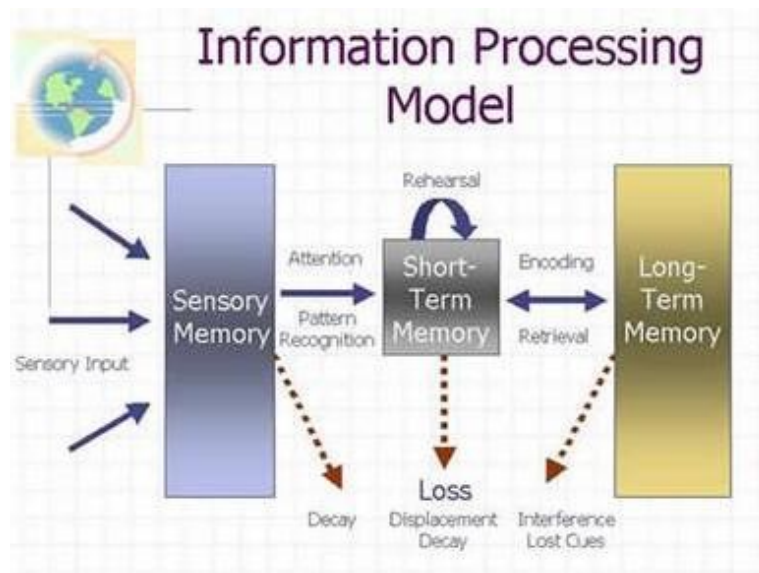 Information Processing
Model
Rehearsal
Attention
Short-
Term
Memory
Encoding
Long-
Term
Memory
Sensory
Memory
Pattern
Recognition
Retrieval
Sensory Input
Loss
Decay
Displacement
Decay
Interference
Lost Cues